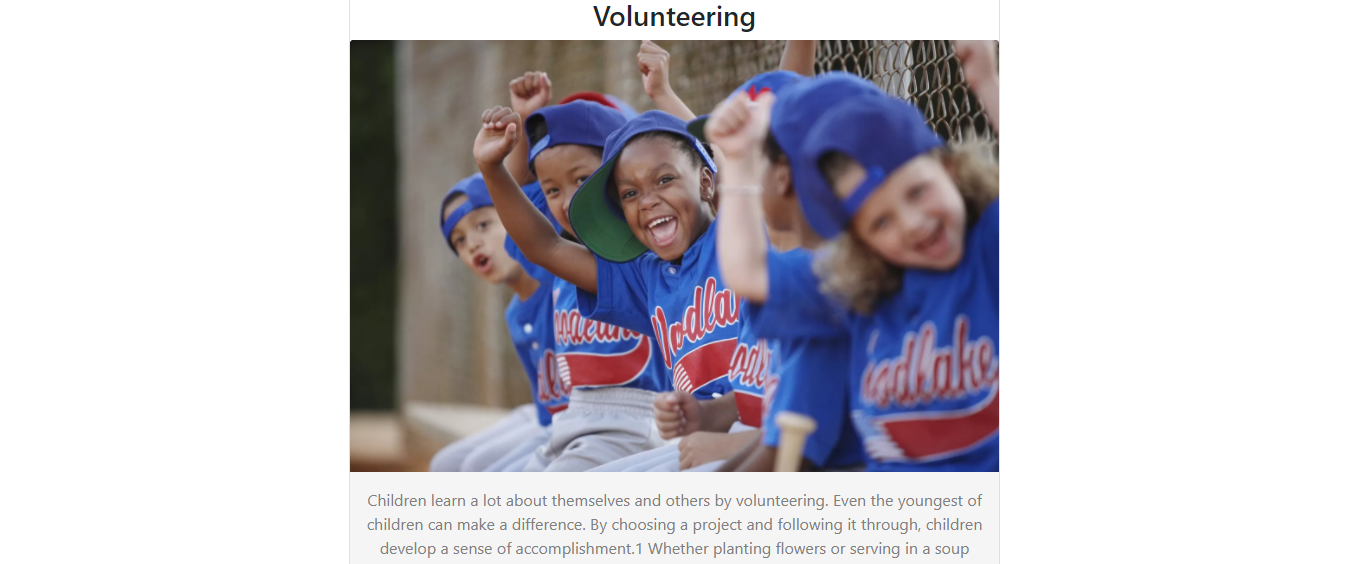 Volunteering
Woodlake
Children learn a lot about themselves and others by volunteering. Even the youngest of
children can make a difference. By choosing a project and following it through, children
develop a sense of accomplishment.1 Whether planting flowers or serving in a soup